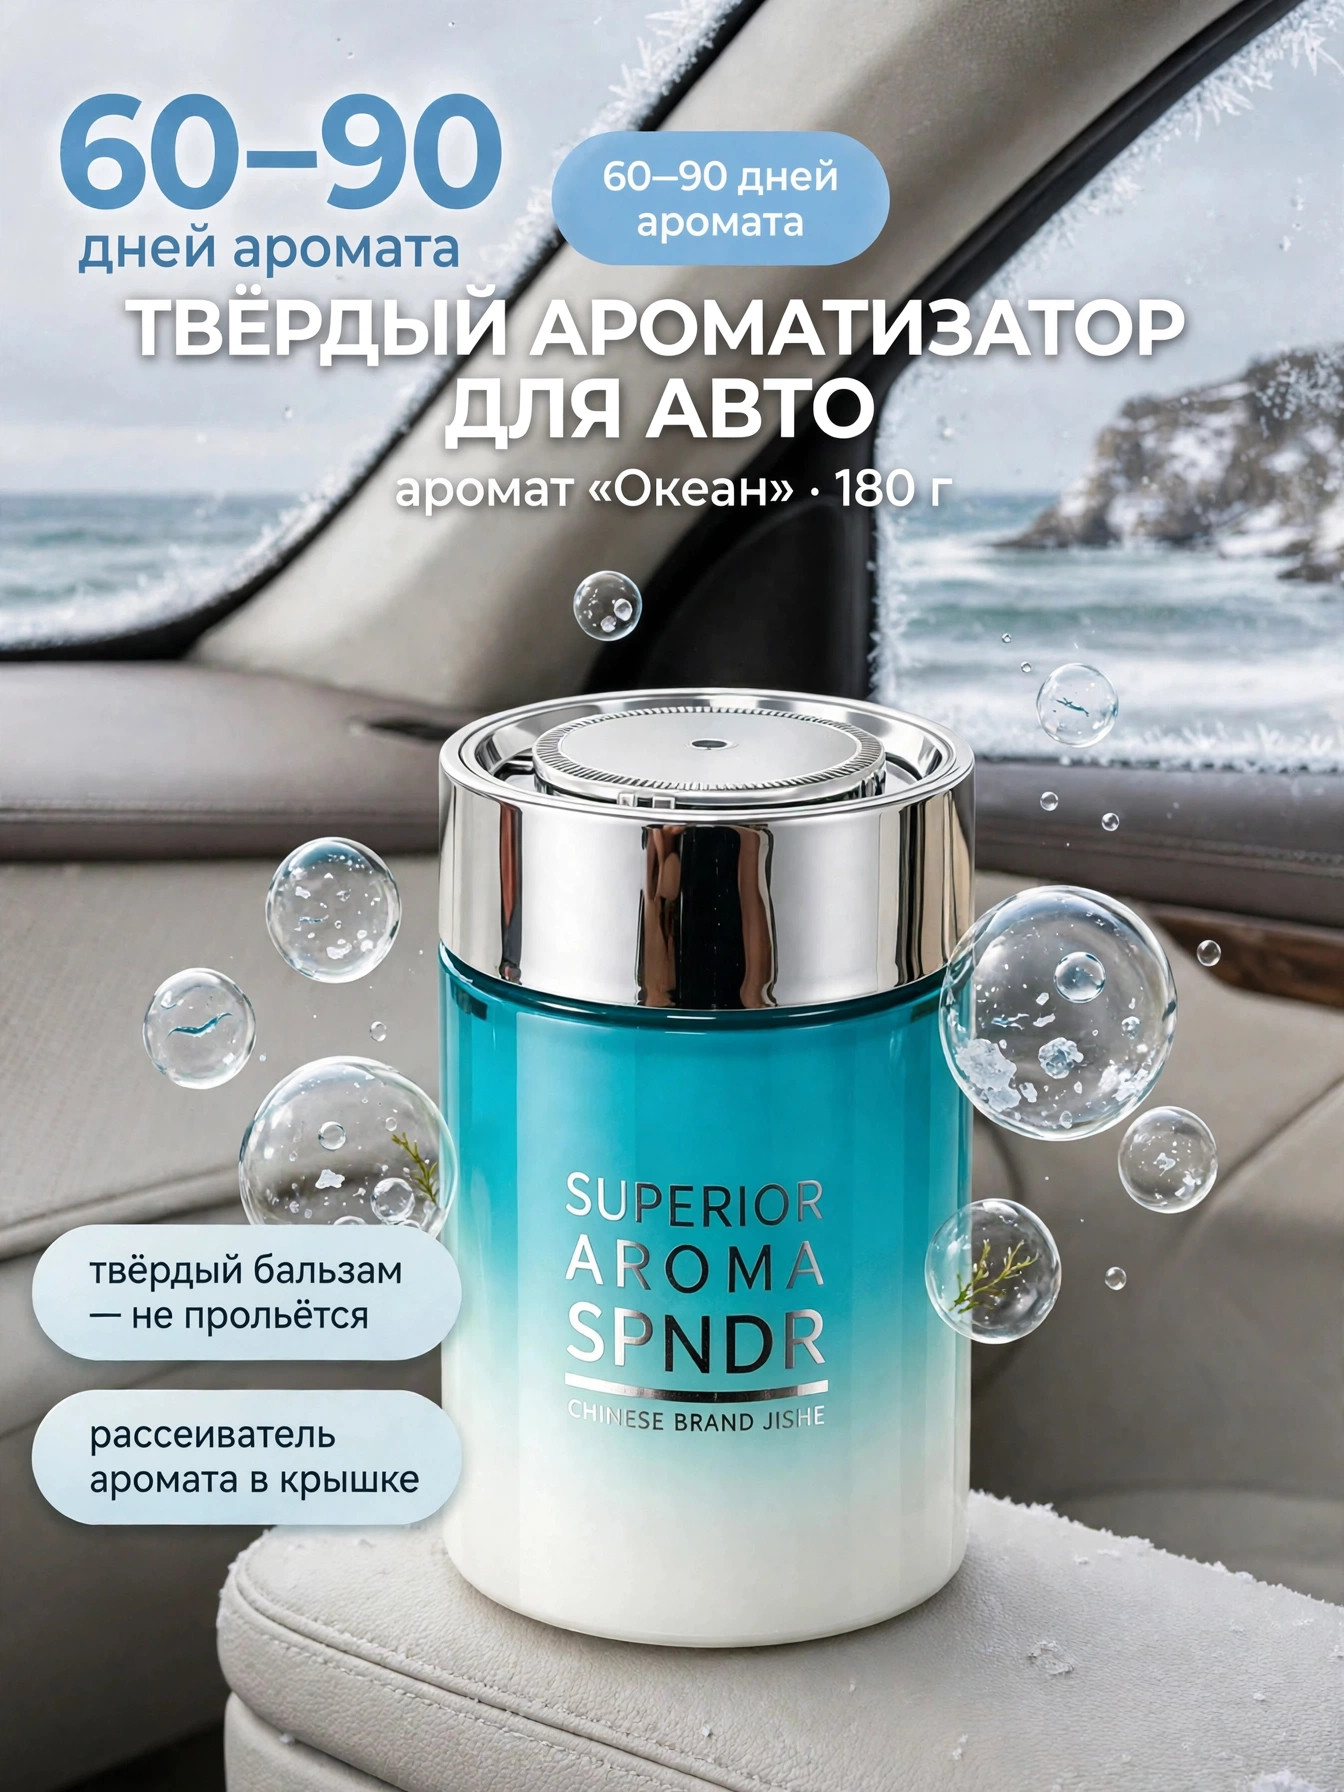 60–90
дней аромата
60–90 дней
аромата
ТВЁРДЫЙ АРОМАТИЗАТОР
ДЛЯ АВТО
аромат «Океан» · 180 г
твёрдый бальзам
— не прольётся
рассеиватель
аромата в крышке
SUPERIOR
AROMA
SPNDR
CHINESE BRAND JISHE